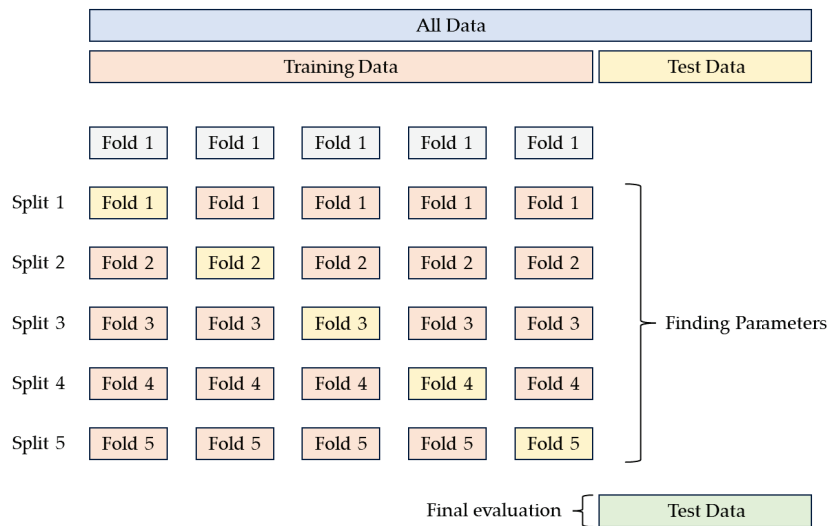 All Data
Training Data Test Data
Fold 1 Fold 1 Fold 1 Fold 1 Fold 1
Split 1 Fold 1 Fold 1 Fold 1 Fold 1 Fold 1
Split 2 Fold 2 Fold 2 Fold 2 Fold 2 Fold 2
Split 3 Fold 3 Fold 3 Fold 3 Fold 3 Fold 3 Finding Parameters
Split 4 Fold 4 Fold 4 Fold 4 Fold 4 Fold 4
Split 5 Fold 5 Fold 5 Fold 5 Fold 5 Fold 5
Final evaluation Test Data